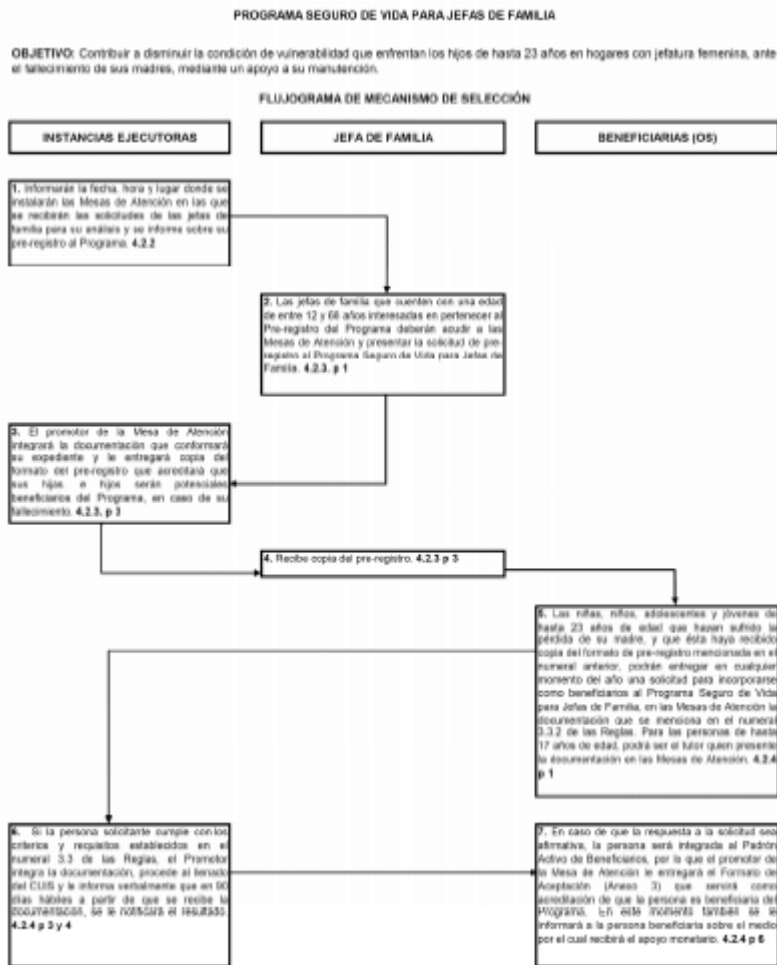 PROGRAMA SEGURO DE VIDA PARA JEFAS DE FAMILIA
OBJETIVO: Contribuir a disminuir la condición de vulnerabilidad que enfrentan los hijos de hasta 23 años en hogares con jefatura femenina, ante
el fallecimiento de sus madres, mediante un apoyo a su manutención.
FLUJOGRAMA DE MECANISMO DE SELECCIÓN
INSTANCIAS EJECUTORAS
JEFA DE FAMILIA
BENEFICIARIAS (OS)
1. Informarán la fecha, hora y lugar donde se
instalarán las Mesas de Atención en las que
se recibirán las solicitudes de las jefas de
familia para su análisis y se informe sobre su
pre-registro al Programa. 4.2.2
2. Las jefas de familia que cuenten con una edad
de entre 12 y 68 años interesadas en pertenecer al
Pre-registro del Programa deberán acudir a las
Mesas de Atención y presentar la solicitud de pre-
registro al Programa Seguro de Vida para Jefas de
Familia. 4.2.3. p 1
3. El promotor de la Mesa de Atención
integrará la documentación que conformará
su expediente y le entregará copia del
formato del pre-registro que acreditará que
sus hijas e hijos serán potenciales
beneficiarios del Programa, en caso de su
fallecimiento. 4.2.3. p 3
4. Recibe copia del pre-registro. 4.2.3 p 3
5. Las niñas, niños, adolescentes y jóvenes de
hasta 23 años de edad que hayan sufrido la
pérdida de su madre, y que ésta haya recibido
copia del formato de pre-registro mencionada en el
numeral anterior, podrán entregar en cualquier
momento del año una solicitud para incorporarse
como beneficiarios al Programa Seguro de Vida
para Jefas de Familia, en las Mesas de Atención la
documentación que se menciona en el numeral
3.3.2 de las Reglas. Para las personas de hasta
17 años de edad, podrá ser el tutor quien presente
la documentación en las Mesas de Atención. 4.2.4
p 1
6. Si la persona solicitante cumple con los
criterios y requisitos establecidos en el
numeral 3.3 de las Reglas, el Promotor
integra la documentación, procede al llenado
del CUIS y le informa verbalmente que en 90
días hábiles a partir de que se recibe la
documentación, se le notificará el resultado.
4.2.4 p 3 y 4
7. En caso de que la respuesta a la solicitud sea
afirmativa, la persona será integrada al Padrón
Activo de Beneficiarios, por lo que el promotor de
la Mesa de Atención le entregará el Formato de
Aceptación (Anexo 3) que servirá como
acreditación de que la persona es beneficiaria del
Programa. En este momento también se le
informará a la persona beneficiaria sobre el medio
por el cual recibirá el apoyo monetario. 4.2.4 p 6